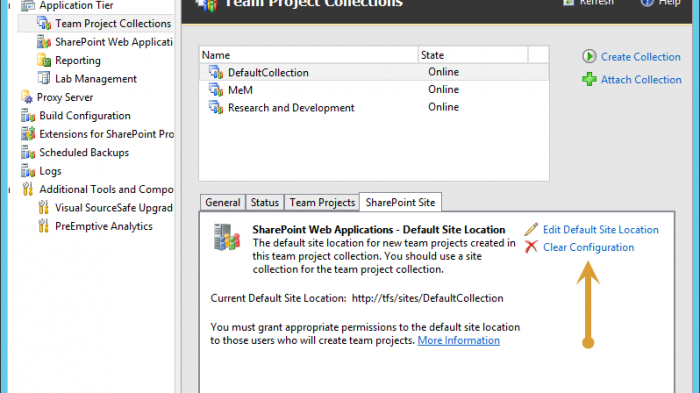 Application Tier
Team Project Collections
SharePoint Web Applicati
Reporting
Lab Management
Proxy Server
Build Configuration
Extensions for SharePoint Pro
Scheduled Backups
Logs
Additional Tools and Compo
Visual SourceSafe Upgrad
PreEmptive Analytics
Team Project Collections
Refresh
Help
Name State
DefaultCollection Online
MeM Online
Research and Development Online
Create Collection
Attach Collection
General Status Team Projects SharePoint Site
SharePoint Web Applications - Default Site Location
The default site location for new team projects created in
this team project collection. You should use a site
collection for the team project collection.
Edit Default Site Location
Clear Configuration
Current Default Site Location: http://tfs/sites/DefaultCollection
You must grant appropriate permissions to the default site location
to those users who will create team projects. More Information